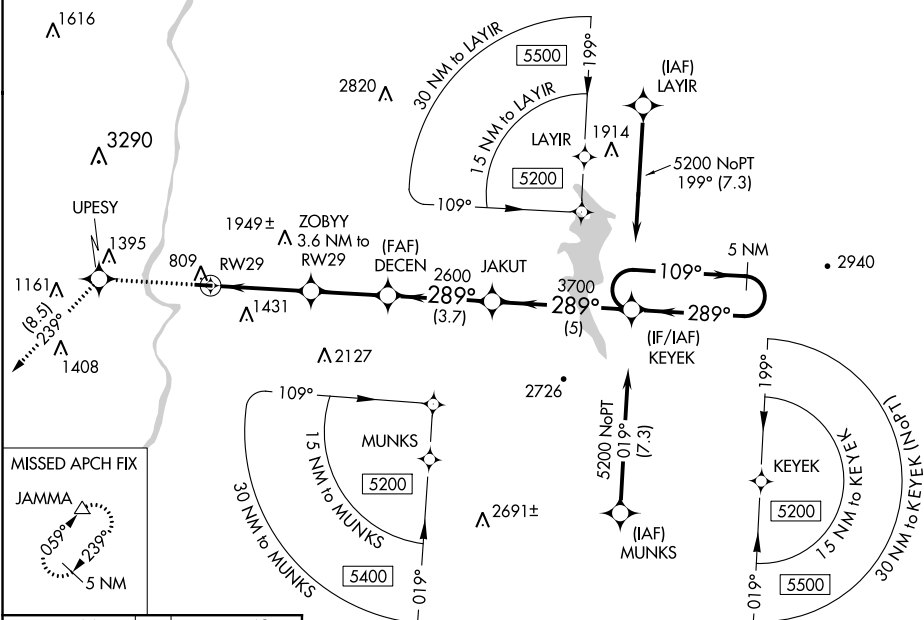 1616
2820
30 NM to LAYIR
5500
199°
15 NM to LAYIR
LAYIR
1914
5200
109°
(IAF)
LAYIR
5200 NoPT
199° (7.3)
3290
UPESY
1395
1949±
ZOBYY
3.6 NM to
RW29
(FAF)
DECEN
2600
289°
(3.7)
JAKUT
3700
289°
(5)
109°
5 NM
2940
289°
(IF/IAF)
KEYEK
809
RW29
1161
1431
(8.5)
239°
1408
2127
2726
5200 NoPT
019°
(7.3)
109°
MUNKS
5200
15 NM to MUNKS
30 NM to MUNKS
5400
019°
2691±
(IAF)
MUNKS
199°
KEYEK
5200
15 NM to KEYEK
30 NM to KEYEK (NoPT)
5500
019°
MISSED APCH FIX
JAMMA
059°
239°
5 NM